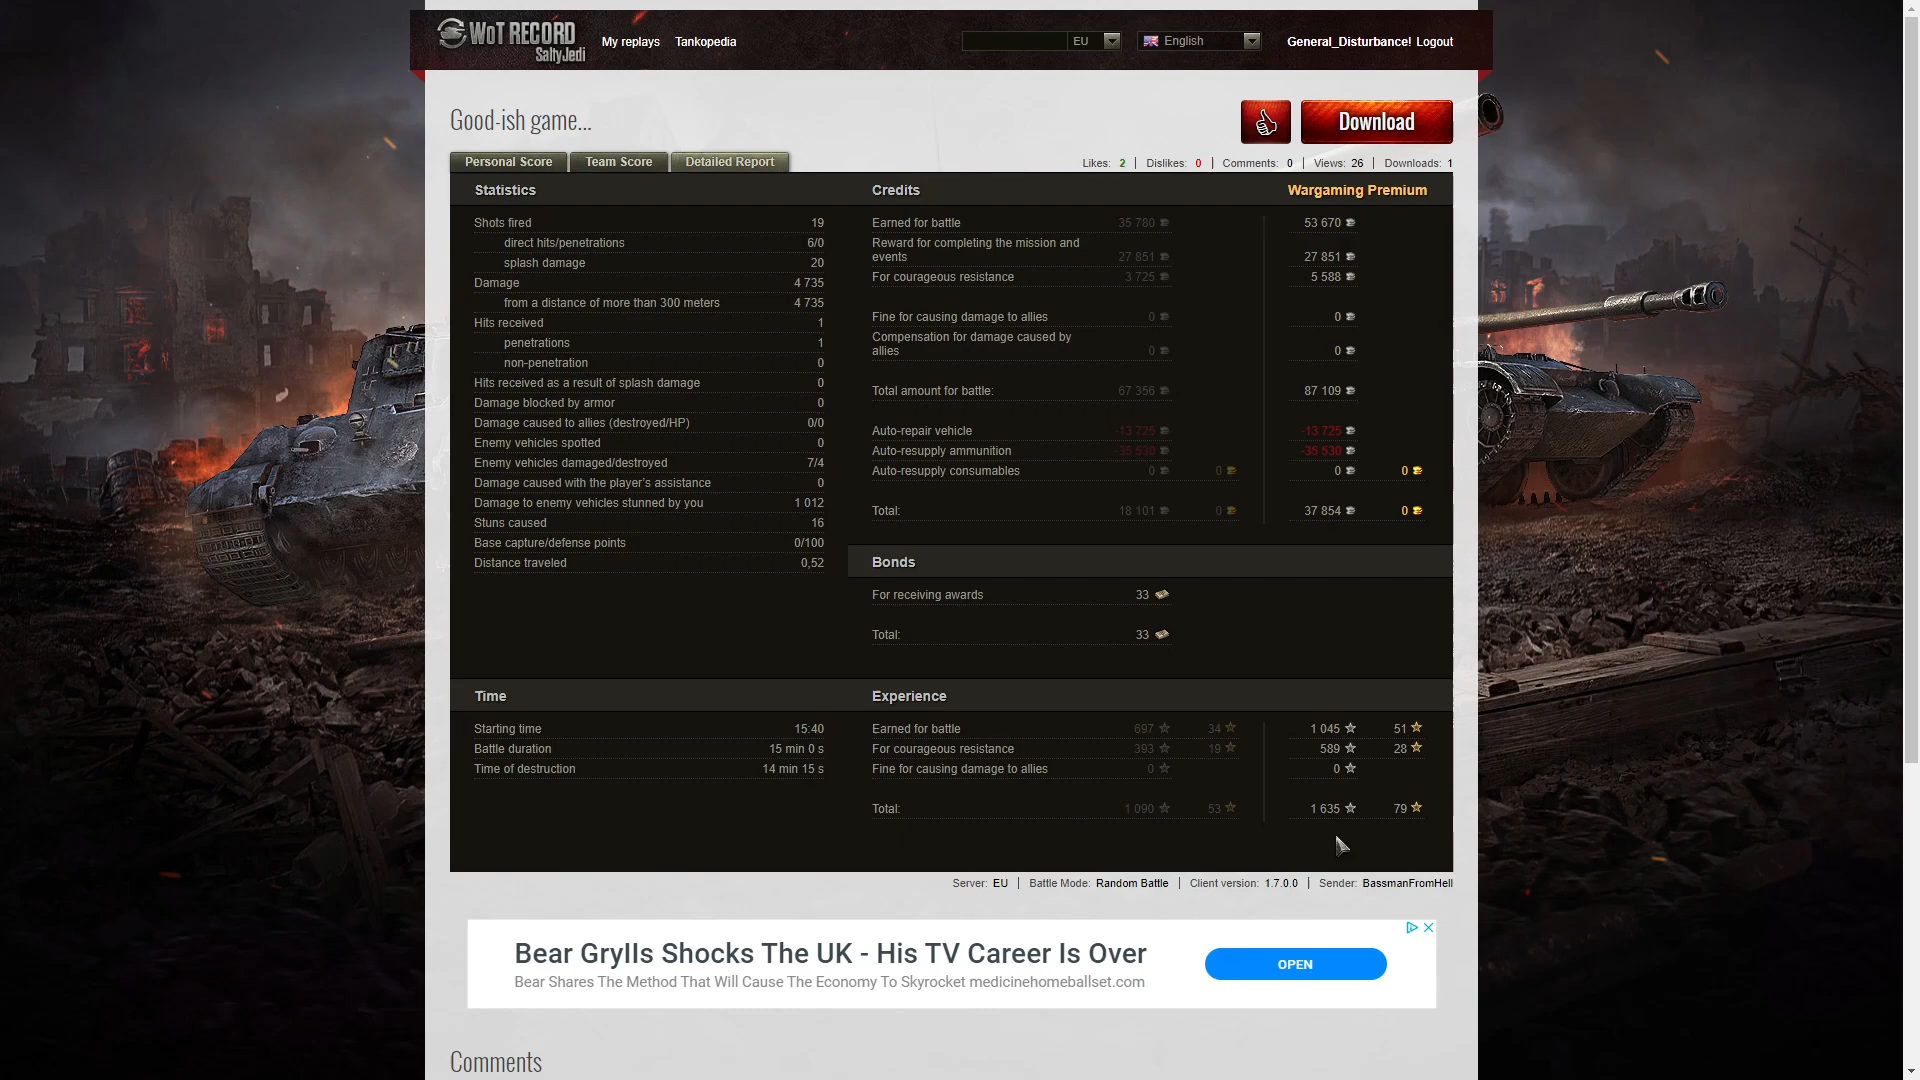 WOT RECORD
SaltyJedi
My replays Tankopedia
EU
English
General_Disturbance! Logout
Good-ish game...
Download
Personal Score Team Score Detailed Report
Likes: 2 | Dislikes: 0 | Comments: 0 | Views: 26 | Downloads: 1
Statistics Credits Wargaming Premium
Shots fired 19
direct hits/penetrations 6/0
splash damage 20
Damage 4 735
from a distance of more than 300 meters 4 735
Hits received 1
penetrations 1
non-penetration 0
Hits received as a result of splash damage 0
Damage blocked by armor 0
Damage caused to allies (destroyed/HP) 0/0
Enemy vehicles spotted 0
Enemy vehicles damaged/destroyed 7/4
Damage caused with the player's assistance 0
Damage to enemy vehicles stunned by you 1 012
Stuns caused 16
Base capture/defense points 0/100
Distance traveled 0,52
Earned for battle 35 780 53 670
Reward for completing the mission and
events 27 851 27 851
For courageous resistance 3 725 5 588
Fine for causing damage to allies 0 0
Compensation for damage caused by
allies 0 0
Total amount for battle: 67 356 87 109
Auto-repair vehicle -13 725 -13 725
Auto-resupply ammunition -35 530 -35 530
Auto-resupply consumables 0 0 0 0
Total: 18 101 0 37 854 0
Bonds
For receiving awards 33
Total: 33
Time Experience
Starting time 15:40
Battle duration 15 min 0 s
Time of destruction 14 min 15 s
Earned for battle 697 34 1 045 51
For courageous resistance 393 19 589 28
Fine for causing damage to allies 0 0
Total: 1 090 53 1 635 79
Server: EU | Battle Mode: Random Battle | Client version: 1.7.0.0 | Sender: BassmanFromHell
Bear Grylls Shocks The UK - His TV Career Is Over
Bear Shares The Method That Will Cause The Economy To Skyrocket medicinehomeballset.com
OPEN
Comments